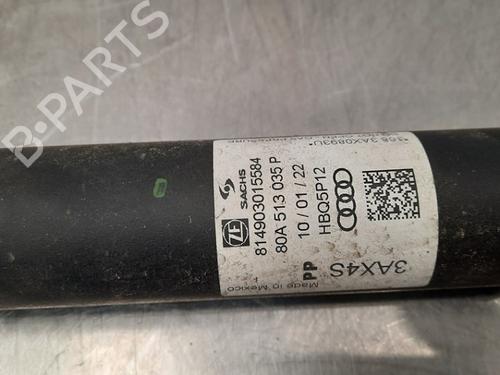 B-PARTS
ZF SACHS
814903015584
80A 513 035 P
10 / 01 / 22
HBQ5P12
PP
3AX4S
Made in Mexico